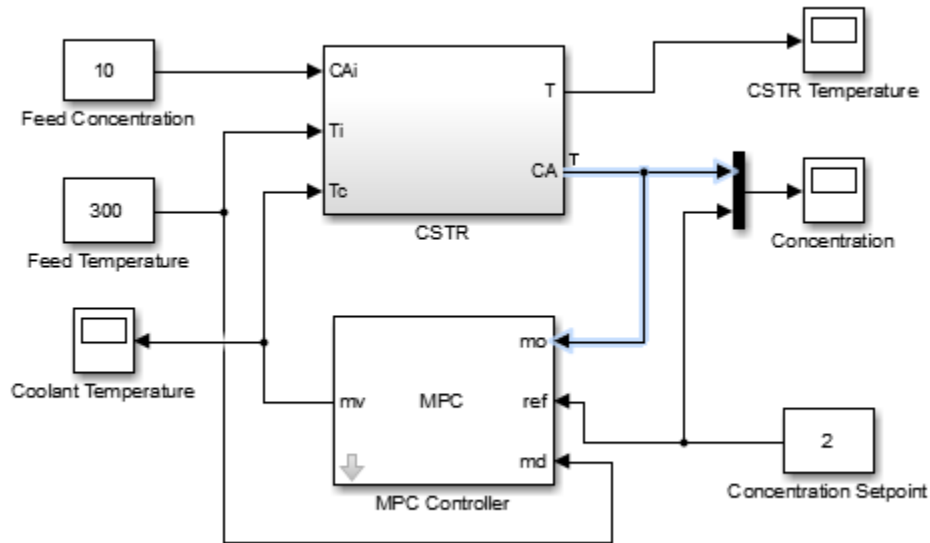 10
Feed Concentration
CAi
Ti
Tc
T
CA
T
CSTR
CSTR Temperature
300
Feed Temperature
Concentration
Coolant Temperature
mv
MPC
mo
ref
md
MPC Controller
2
Concentration Setpoint